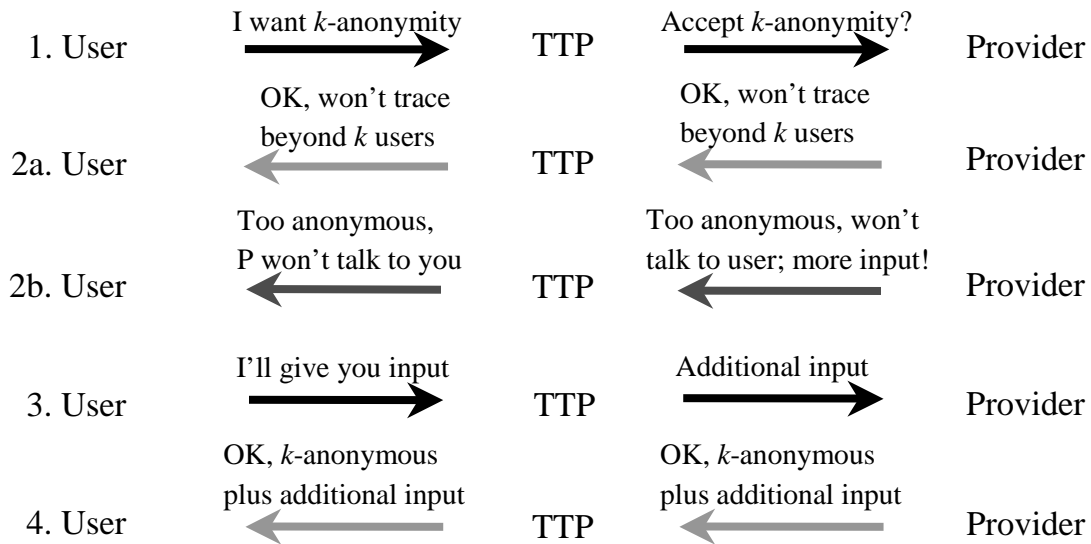 I want k-anonymity
Accept k-anonymity?
1. User
TTP
Provider
OK, won’t trace
beyond k users
OK, won’t trace
beyond k users
2a. User
TTP
Provider
Too anonymous,
P won’t talk to you
Too anonymous, won’t
talk to user; more input!
2b. User
TTP
Provider
I’ll give you input
Additional input
3. User
TTP
Provider
OK, k-anonymous
plus additional input
OK, k-anonymous
plus additional input
4. User
TTP
Provider